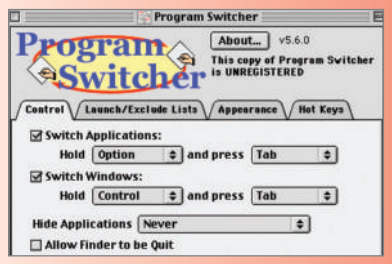 Program Switcher
Program
Switcher
About... v5.6.0
This copy of Program Switcher
is UNREGISTERED
Control Launch/Exclude Lists Appearance Hot Keys
Switch Applications:
Hold Option and press Tab
Switch Windows:
Hold Control and press Tab
Hide Applications Never
Allow Finder to be Quit